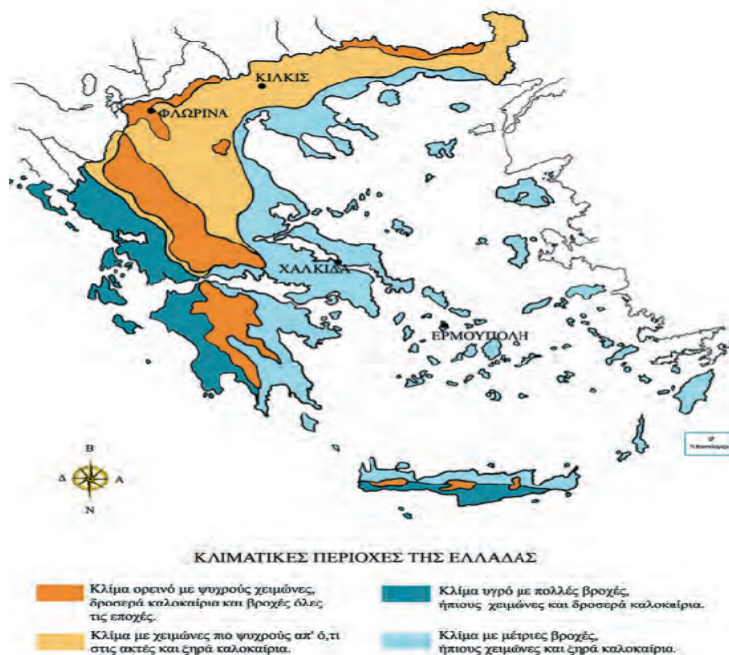 ΚΙΛΚΙΣ
ΦΛΩΡΙΝΑ
ΧΑΛΚΙΔΑ
ΕΡΜΟΥΠΟΛΗ
Β
Δ Α
Ν
ΚΛΙΜΑΤΙΚΕΣ ΠΕΡΙΟΧΕΣ ΤΗΣ ΕΛΛΑΔΑΣ
Κλίμα ορεινό με ψυχρούς χειμώνες,
δροσερά καλοκαίρια και βροχές όλες
τις εποχές.
Κλίμα με χειμώνες πιο ψυχρούς απ' ό,τι
στις ακτές και ξηρά καλοκαίρια.
Κλίμα υγρό με πολλές βροχές,
ήπιους χειμώνες και δροσερά καλοκαίρια.
Κλίμα με μέτριες βροχές,
ήπιους χειμώνες και ξηρά καλοκαίρια.